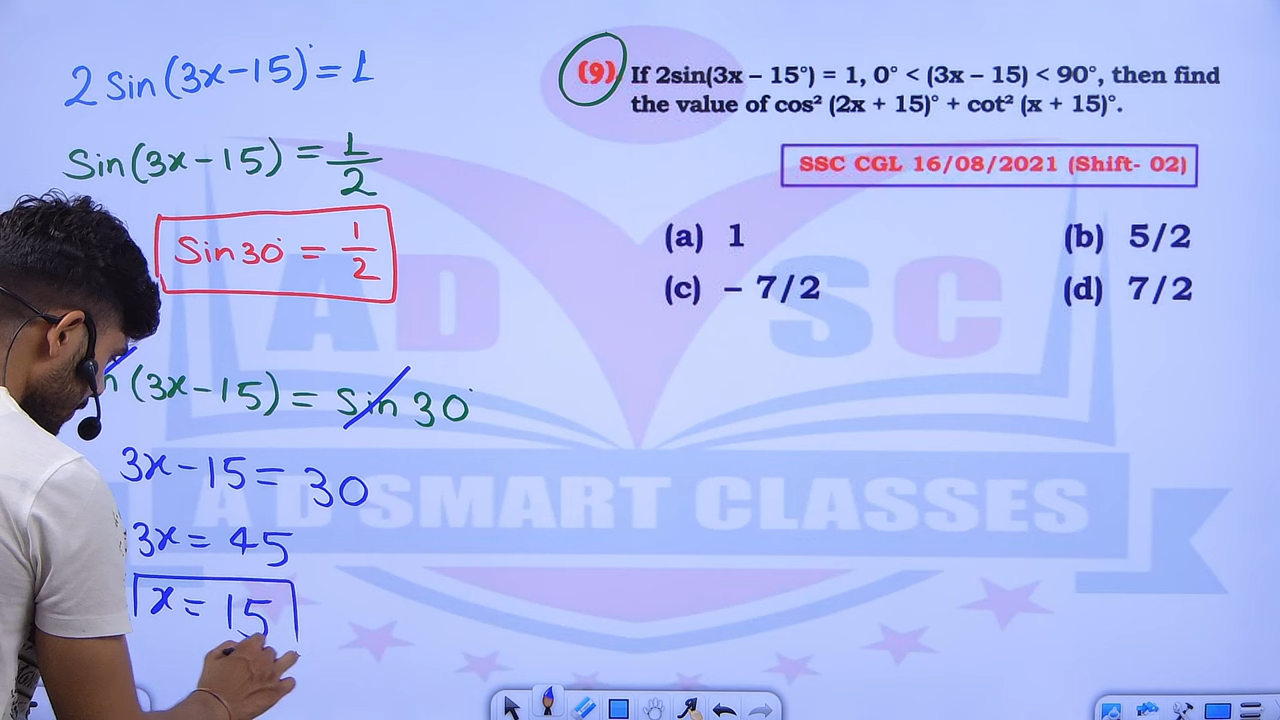 2 Sin(3x-15)° = 1
Sin(3x-15) = 1/2
Sin30° = 1/2
(3x-15) = Sin 30°
3x-15 = 30
3x = 45
x = 15
(9) If 2sin(3x – 15°) = 1, 0° < (3x – 15) < 90°, then find
the value of cos² (2x + 15)° + cot² (x + 15)°.
SSC CGL 16/08/2021 (Shift- 02)
(a) 1
(b) 5/2
(c) – 7/2
(d) 7/2
AD SC
A D SMART CLASSES